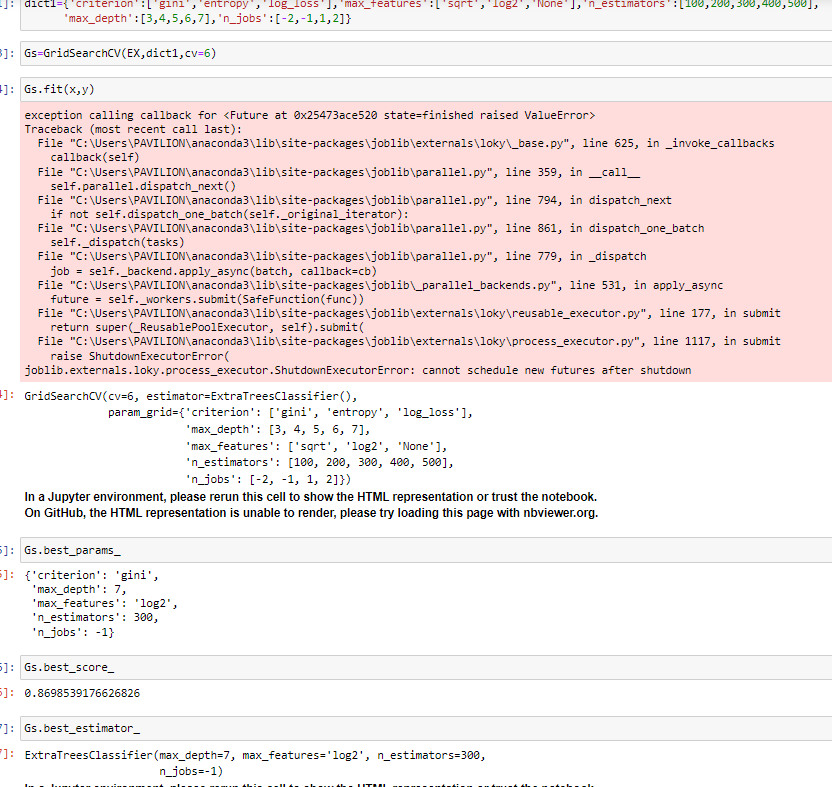 ]: dict1={'criterion':['gini','entropy','log_loss'],'max_features':['sqrt','log2','None'],'n_estimators':[100,200,300,400,500],
'max_depth':[3,4,5,6,7],'n_jobs':[-2,-1,1,2]}
]: Gs=GridSearchCV(EX,dict1,cv=6)
]: Gs.fit(x,y)
exception calling callback for <Future at 0x25473ace520 state=finished raised ValueError>
Traceback (most recent call last):
File "C:\Users\PAVILION\anaconda3\lib\site-packages\joblib\externals\loky\_base.py", line 625, in _invoke_callbacks
callback(self)
File "C:\Users\PAVILION\anaconda3\lib\site-packages\joblib\parallel.py", line 359, in __call__
self.parallel.dispatch_next()
File "C:\Users\PAVILION\anaconda3\lib\site-packages\joblib\parallel.py", line 794, in dispatch_next
if not self.dispatch_one_batch(self._original_iterator):
File "C:\Users\PAVILION\anaconda3\lib\site-packages\joblib\parallel.py", line 861, in dispatch_one_batch
self._dispatch(tasks)
File "C:\Users\PAVILION\anaconda3\lib\site-packages\joblib\parallel.py", line 779, in _dispatch
job = self._backend.apply_async(batch, callback=cb)
File "C:\Users\PAVILION\anaconda3\lib\site-packages\joblib\_parallel_backends.py", line 531, in apply_async
future = self._workers.submit(SafeFunction(func))
File "C:\Users\PAVILION\anaconda3\lib\site-packages\joblib\externals\loky\reusable_executor.py", line 177, in submit
return super(_ReusablePoolExecutor, self).submit(
File "C:\Users\PAVILION\anaconda3\lib\site-packages\joblib\externals\loky\process_executor.py", line 1117, in submit
raise ShutdownExecutorError(
joblib.externals.loky.process_executor.ShutdownExecutorError: cannot schedule new futures after shutdown
]: GridSearchCV(cv=6, estimator=ExtraTreesClassifier(),
param_grid={'criterion': ['gini', 'entropy', 'log_loss'],
'max_depth': [3, 4, 5, 6, 7],
'max_features': ['sqrt', 'log2', 'None'],
'n_estimators': [100, 200, 300, 400, 500],
'n_jobs': [-2, -1, 1, 2]})
In a Jupyter environment, please rerun this cell to show the HTML representation or trust the notebook.
On GitHub, the HTML representation is unable to render, please try loading this page with nbviewer.org.
]: Gs.best_params_
]: {'criterion': 'gini',
'max_depth': 7,
'max_features': 'log2',
'n_estimators': 300,
'n_jobs': -1}
]: Gs.best_score_
]: 0.8698539176626826
]: Gs.best_estimator_
]: ExtraTreesClassifier(max_depth=7, max_features='log2', n_estimators=300,
n_jobs=-1)
In a Jupyter environment, please rerun this cell to show the HTML representation or trust the notebook.